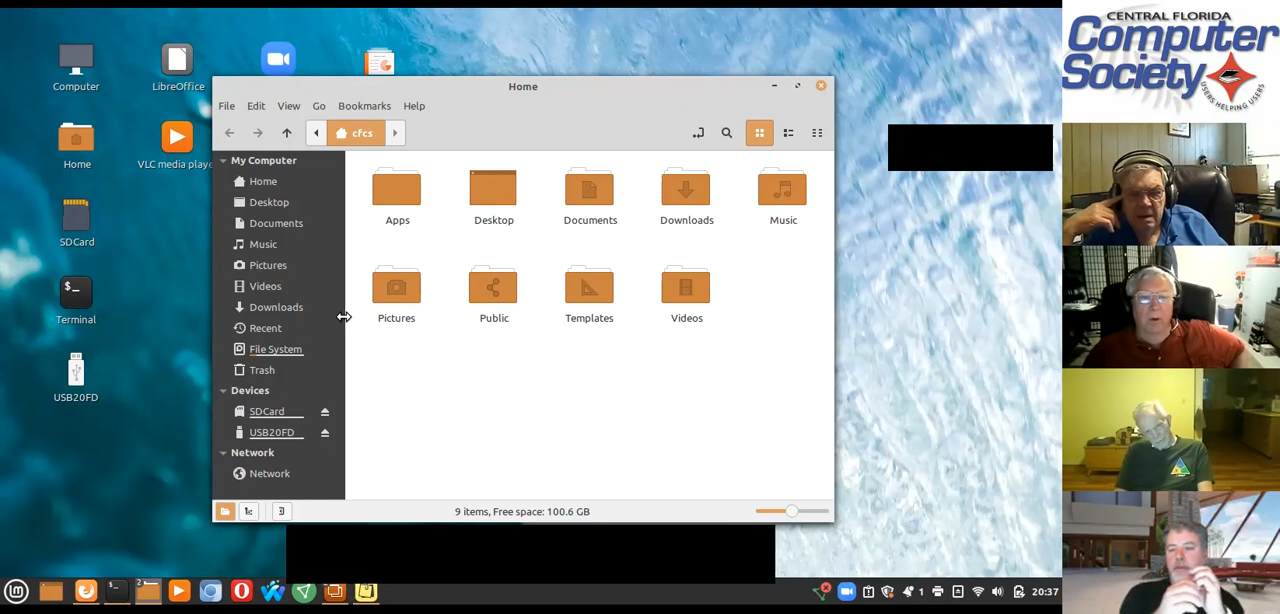 Computer
LibreOffice
Home
VLC media playe
SDCard
Terminal
USB20FD
Home
File Edit View Go Bookmarks Help
cfcs
My Computer
Home
Desktop
Documents
Music
Pictures
Videos
Downloads
Recent
File System
Trash
Devices
SDCard
USB20FD
Network
Network
Apps Desktop Documents Downloads Music
Pictures Public Templates Videos
9 items, Free space: 100.6 GB
1
20:37
CENTRAL FLORIDA
Computer
Society
USERS HELPING USERS